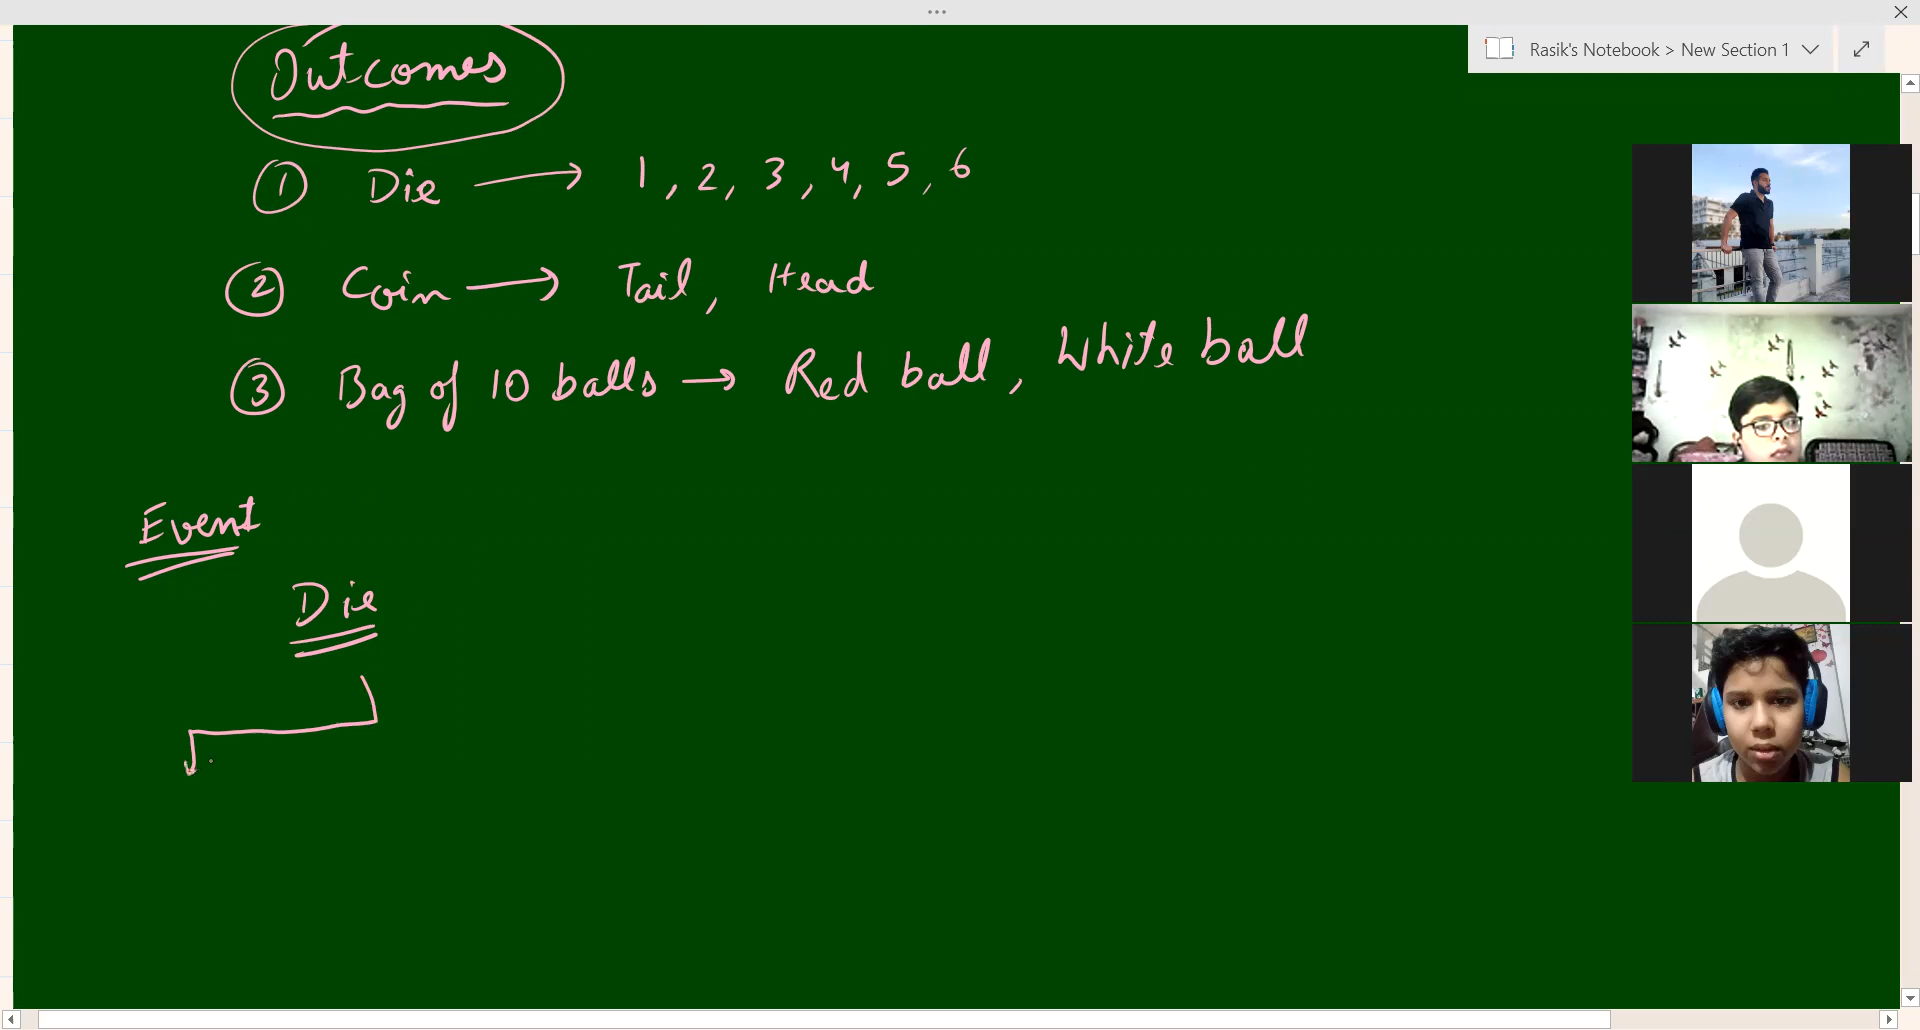 Rasik's Notebook > New Section 1
Outcomes
① Die → 1, 2, 3, 4, 5, 6
② Coin → Tail, Head
③ Bag of 10 balls → Red ball, White ball
Event
Die